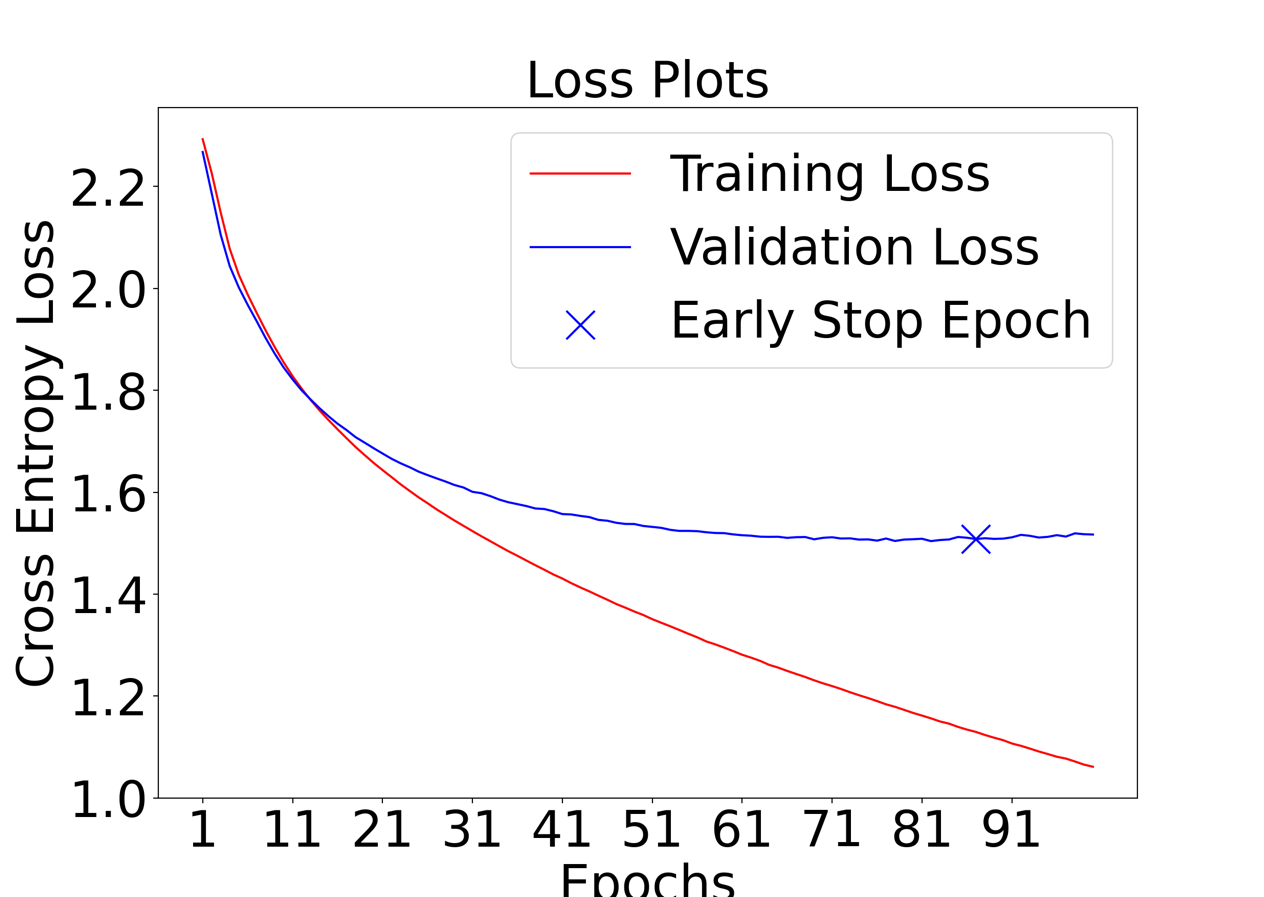 Loss Plots
Training Loss
Validation Loss
Early Stop Epoch
Cross Entropy Loss
2.2
2.0
1.8
1.6
1.4
1.2
1.0
1 11 21 31 41 51 61 71 81 91
Epochs